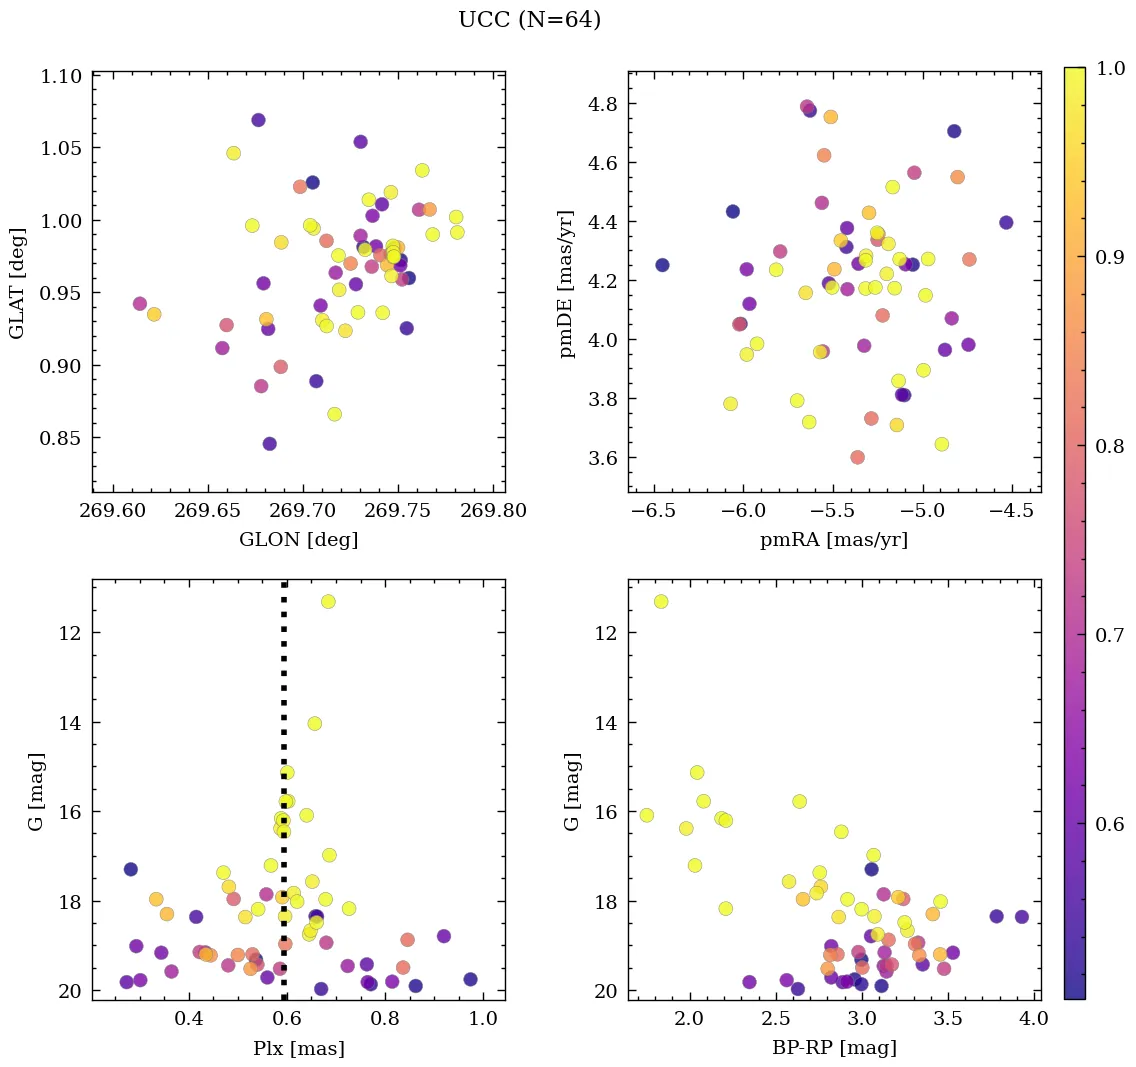 UCC (N=64)
1.10
1.05
1.00
0.95
0.90
0.85
GLAT [deg]
269.60 269.65 269.70 269.75 269.80
GLON [deg]
4.8
4.6
4.4
4.2
4.0
3.8
3.6
pmDE [mas/yr]
−6.5 −6.0 −5.5 −5.0 −4.5
pmRA [mas/yr]
12
14
16
18
20
G [mag]
0.4 0.6 0.8 1.0
Plx [mas]
12
14
16
18
20
G [mag]
2.0 2.5 3.0 3.5 4.0
BP-RP [mag]
1.0
0.9
0.8
0.7
0.6